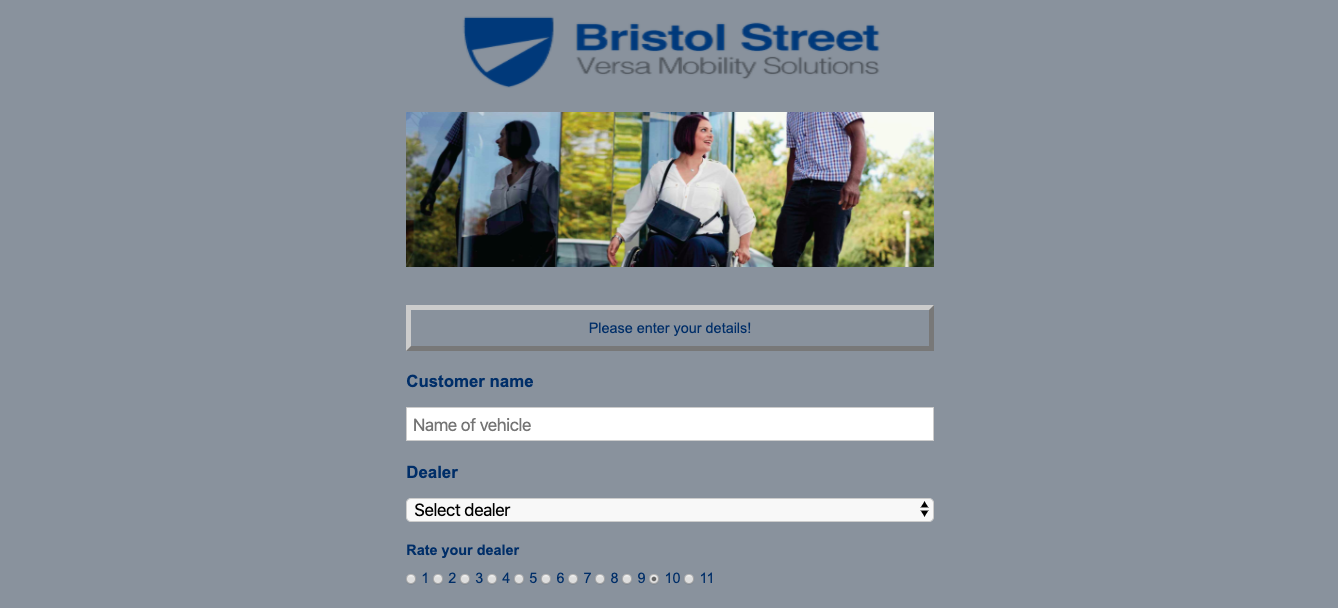 Bristol Street
Versa Mobility Solutions
Please enter your details!
Customer name
Name of vehicle
Dealer
Select dealer
Rate your dealer
1 2 3 4 5 6 7 8 9 10 11